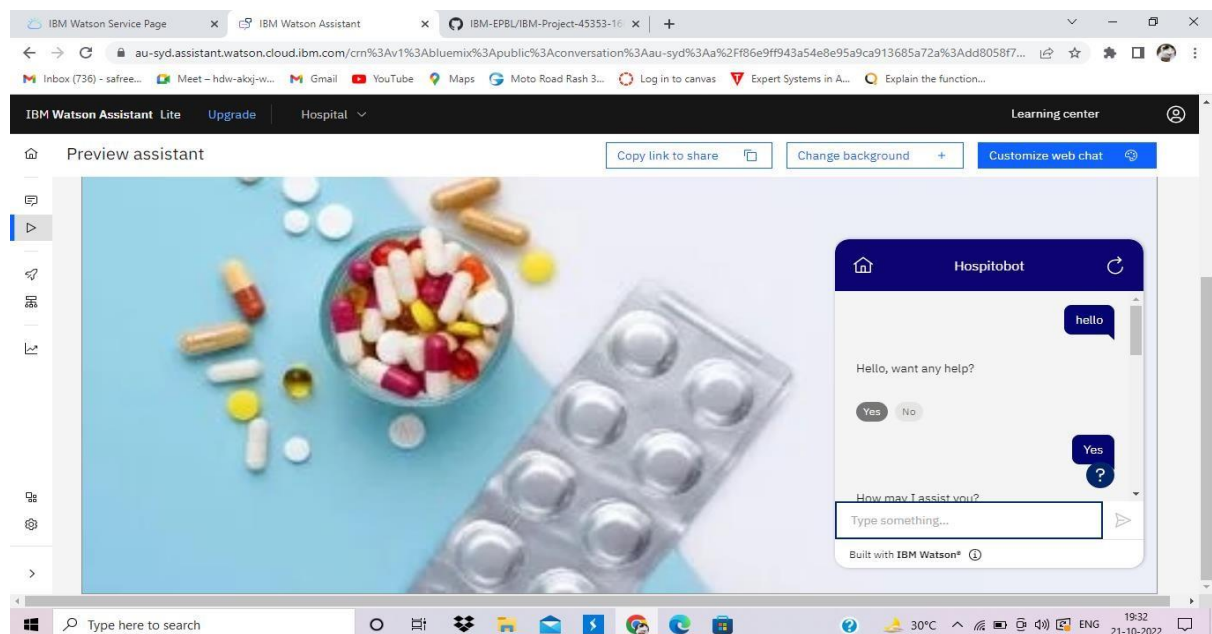 IBM Watson Service Page
IBM Watson Assistant
IBM-EPBL/IBM-Project-45353-16
au-syd.assistant.watson.cloud.ibm.com/crn%3Av1%3Abluemix%3Apublic%3Aconversation%3Aau-syd%3Aa%2Ff86e9ff943a54e8e95a9ca913685a72a%3Add8058f7...
Inbox (736) - safree... Meet – hdw-akxj-w... Gmail YouTube Maps Moto Road Rash 3... Log in to canvas Expert Systems in A... Explain the function...
IBM Watson Assistant Lite Upgrade Hospital Learning center
Preview assistant Copy link to share Change background + Customize web chat
Hospitobot
hello
Hello, want any help?
Yes No
Yes
?
How may I assist you?
Type something...
Built with IBM Watson®
Type here to search 30°C ENG 19:32
21-10-2022